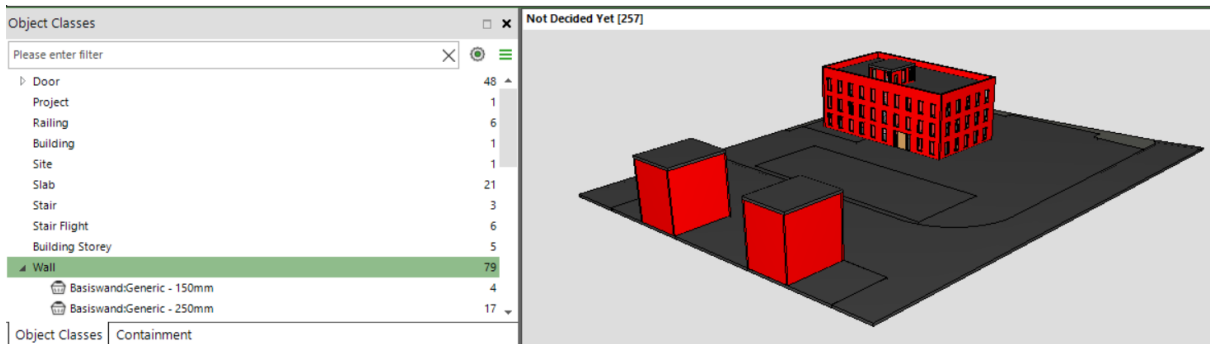 Object Classes
Please enter filter
Door 48
Project 1
Railing 6
Building 1
Site 1
Slab 21
Stair 3
Stair Flight 6
Building Storey 5
Wall 79
Basiswand:Generic - 150mm 4
Basiswand:Generic - 250mm 17
Object Classes Containment
Not Decided Yet [257]